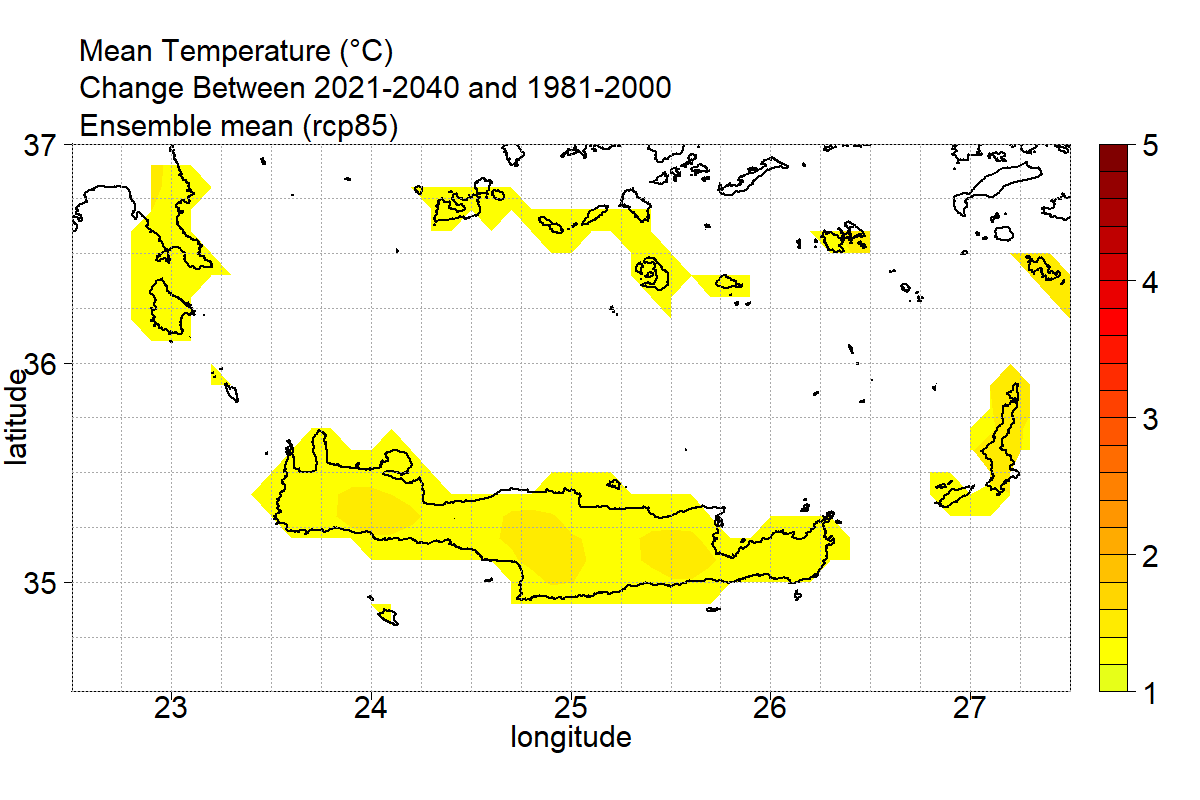 Mean Temperature (°C)
Change Between 2021-2040 and 1981-2000
Ensemble mean (rcp85)
37
36
35
latitude
23
24
25
26
27
longitude
5
4
3
2
1